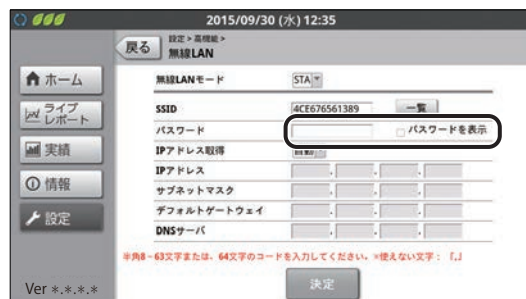 2015/09/30 (水) 12:35
戻る
設定 > 高機能 >
無線LAN
ホーム
ライブ
レポート
実績
情報
設定
Ver *.*.*.*
無線LANモード STA
SSID 4CE676561389 一覧
パスワード パスワードを表示
IPアドレス取得 自動
IPアドレス
サブネットマスク
デフォルトゲートウェイ
DNSサーバ
半角8~63文字または、64文字のコードを入力してください。※使えない文字：「,」
決定